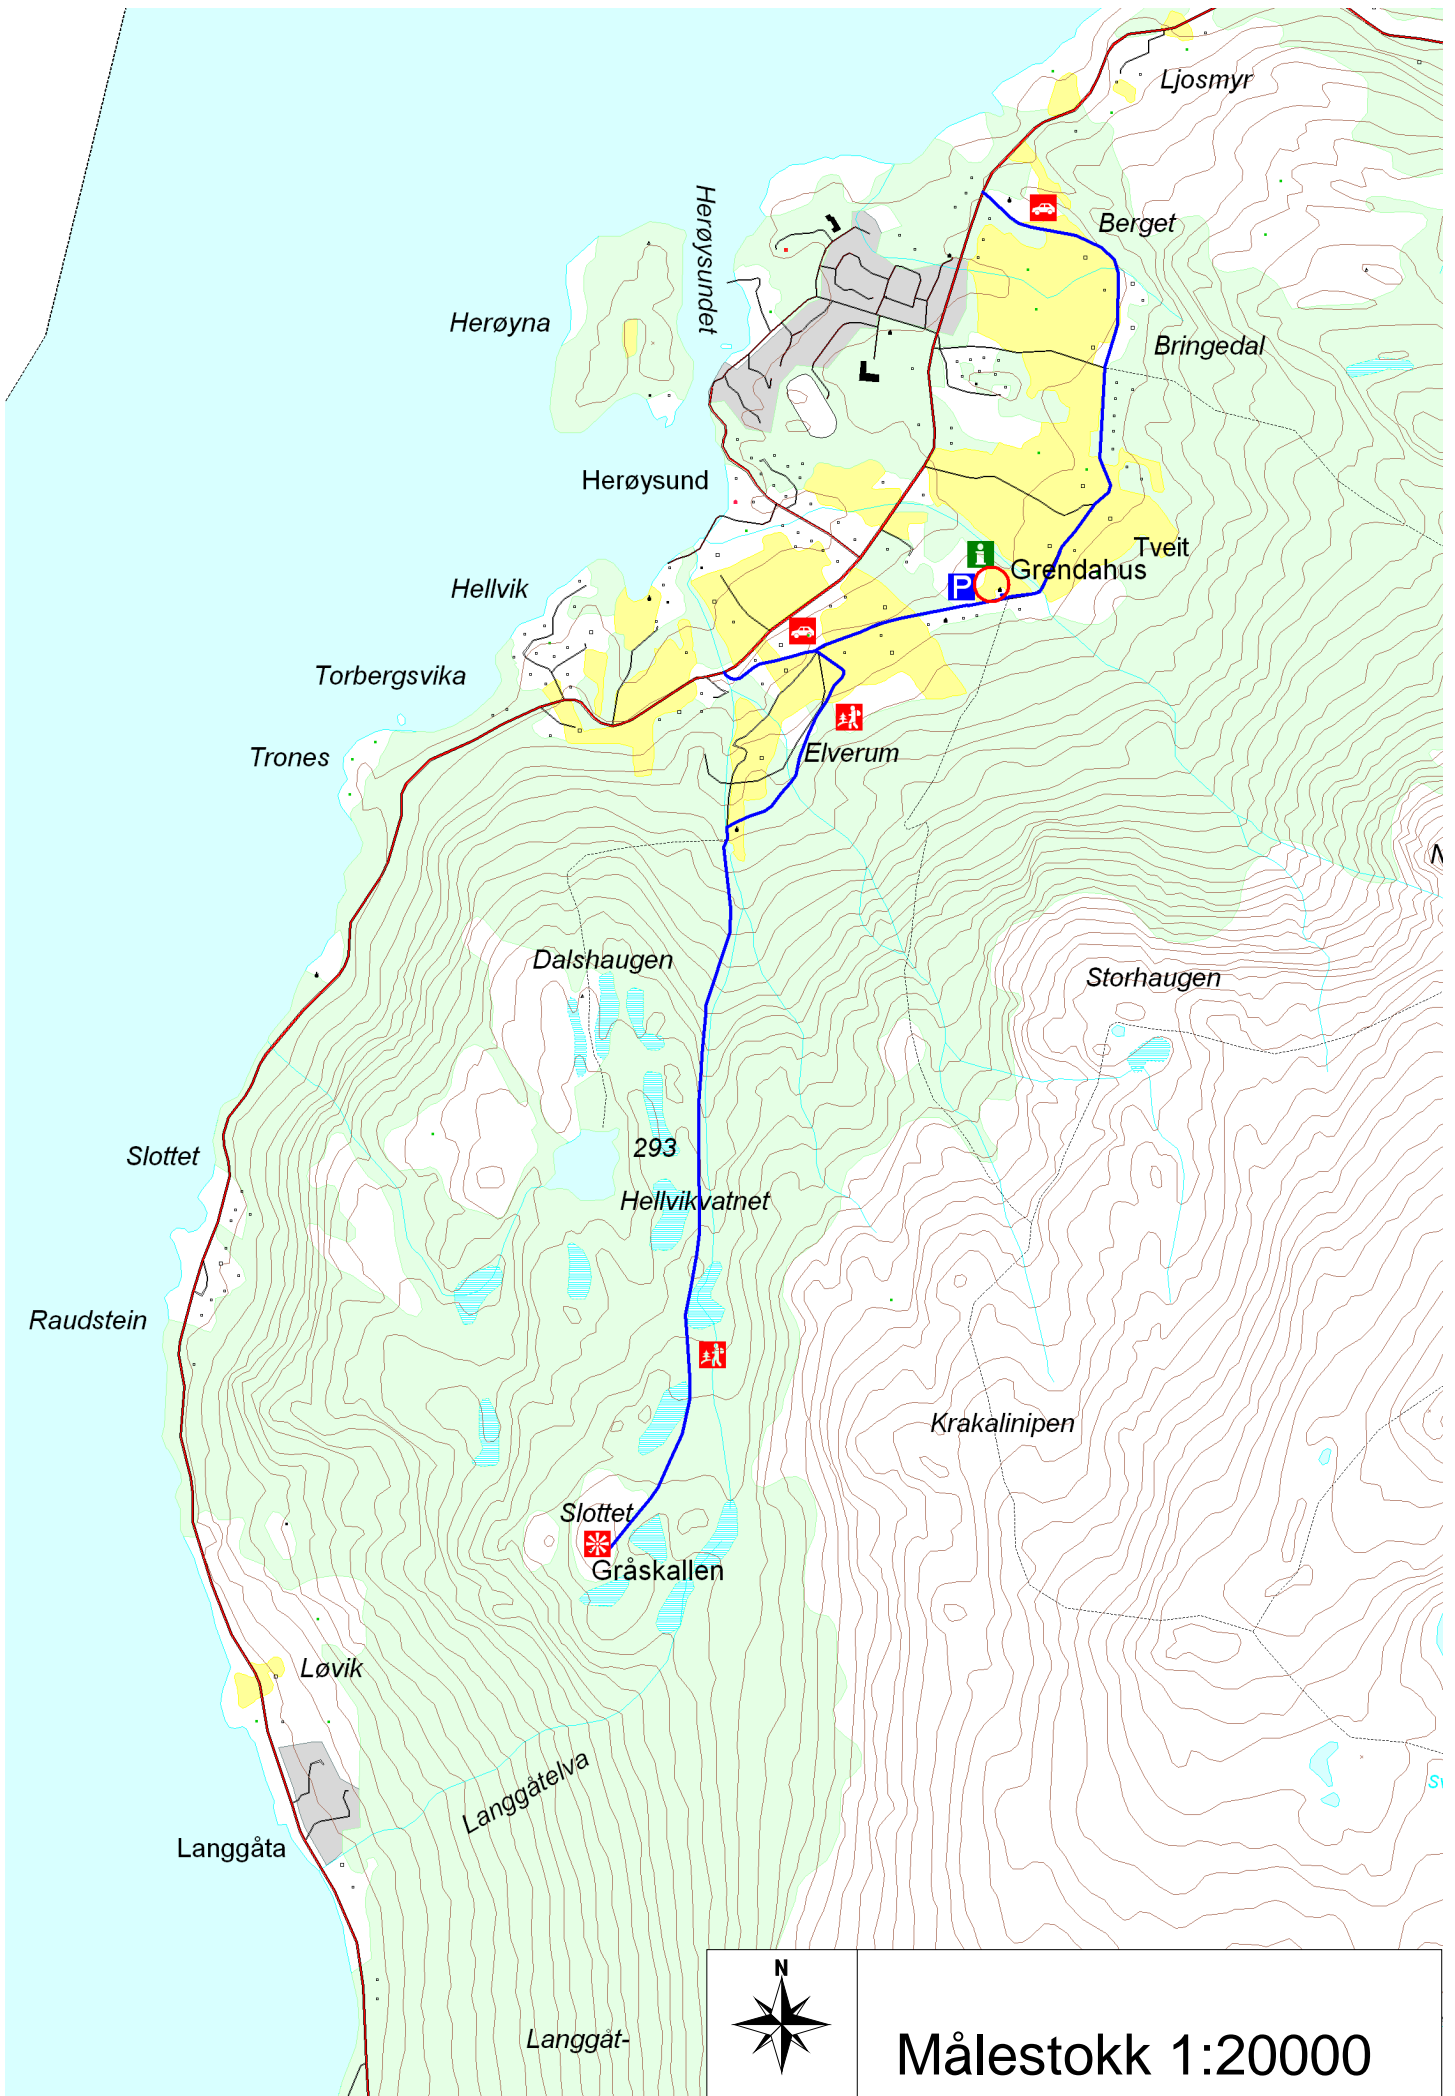 Ljosmyr
Berget
Herøysundet
Herøyna
Bringedal
Herøysund
Tveit
i
P
Grendahus
Hellvik
Torbergsvika
Trones
Elverum
N
Dalshaugen
Storhaugen
293
Slottet
Hellvikvatnet
Raudstein
Krakalinipen
Slottet
Gråskallen
Løvik
Langgåtelva
Langgåta
N
Langgåt-
Målestokk 1:20000